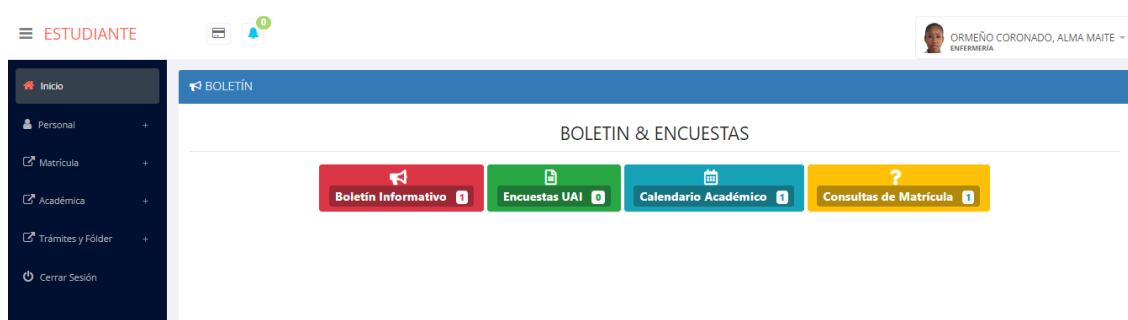 ESTUDIANTE
0
ORMEÑO CORONADO, ALMA MAITE
ENFERMERÍA
Inicio
Personal +
Matrícula +
Académica +
Trámites y Fólder +
Cerrar Sesión
BOLETÍN
BOLETIN & ENCUESTAS
Boletín Informativo 1
Encuestas UAI 0
Calendario Académico 1
Consultas de Matrícula 1